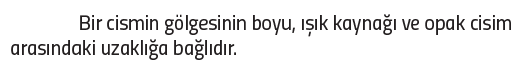 Bir cismin gölgesinin boyu, ışık kaynağı ve opak cisim
arasındaki uzaklığa bağlıdır.